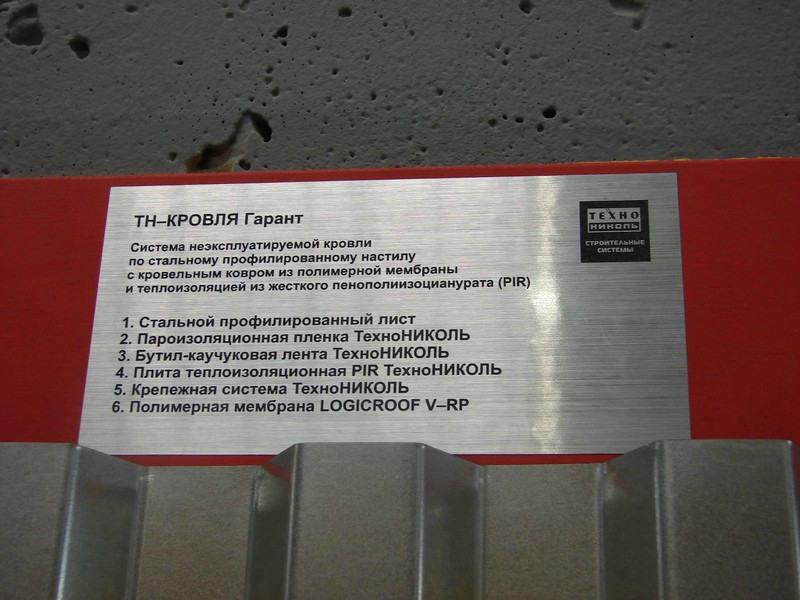 ТН–КРОВЛЯ Гарант
ТЕХНО
НИКОЛЬ
СТРОИТЕЛЬНЫЕ
СИСТЕМЫ
Система неэксплуатируемой кровли
по стальному профилированному настилу
с кровельным ковром из полимерной мембраны
и теплоизоляцией из жесткого пенополиизоцианурата (PIR)
1. Стальной профилированный лист
2. Пароизоляционная пленка ТехноНИКОЛЬ
3. Бутил-каучуковая лента ТехноНИКОЛЬ
4. Плита теплоизоляционная PIR ТехноНИКОЛЬ
5. Крепежная система ТехноНИКОЛЬ
6. Полимерная мембрана LOGICROOF V–RP